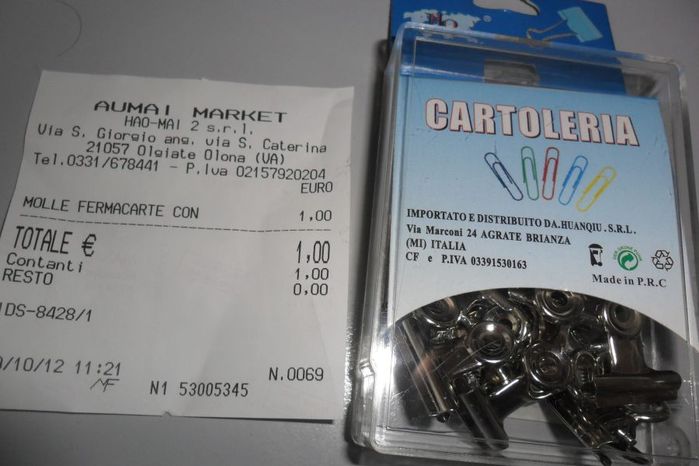 AUMAI MARKET
HAO-MAI 2 s.r.l.
Via S. Giorgio ang. via S. Caterina
21057 Olgiate Olona (VA)
Tel.0331/678441 - P.Iva 02157920204
EURO
MOLLE FERMACARTE CON 1,00
TOTALE € 1,00
Contanti 1,00
RESTO 0,00
IDS-8428/1
/10/12 11:21 N.0069
MF N1 53005345
CARTOLERIA
IMPORTATO E DISTRIBUITO DA.HUANQIU.S.R.L.
Via Marconi 24 AGRATE BRIANZA
(MI) ITALIA
CF e P.IVA 03391530163
Made in P.R.C